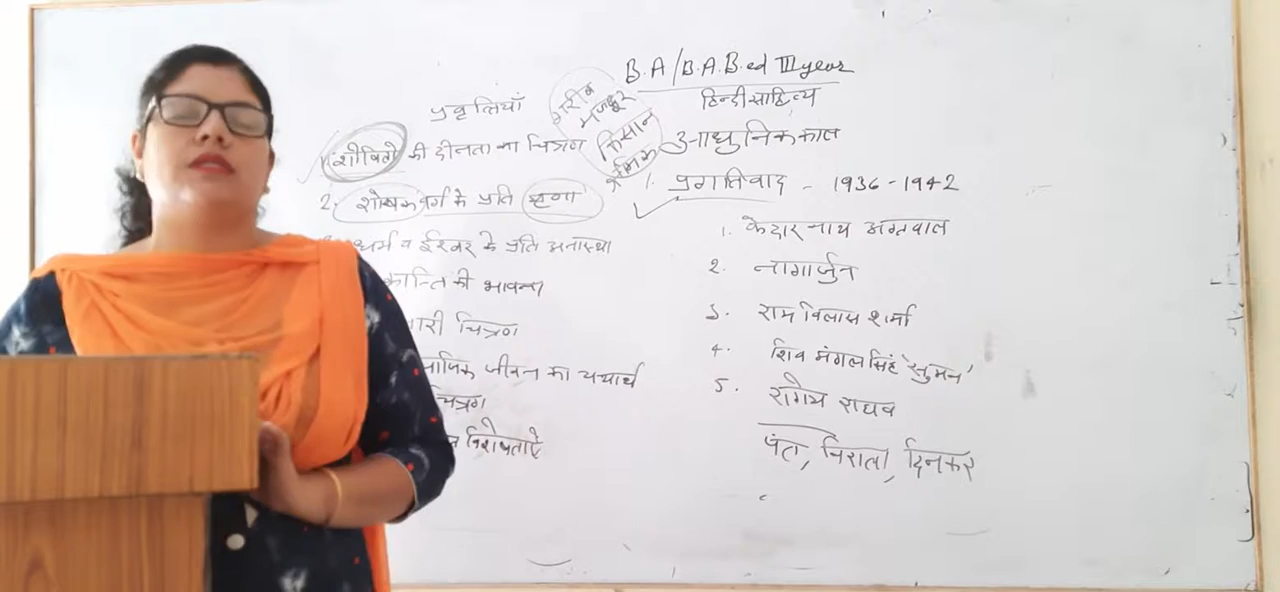 B.A/B.A.B.ed III year
हिन्दी साहित्य
आधुनिक काल
1. प्रगतिवाद - 1936-1942
1. केदार नाथ अग्रवाल
2. नागार्जुन
3. राम विलास शर्मा
4. शिव मंगल सिंह 'सुमन'
5. रांगेय राघव
पंत, निराला, दिनकर
प्रवृत्तियाँ
गरीब
मजदूर
किसान
1. शोषितो की दीनता का चित्रण
2. शोषक वर्ग के प्रति घृणा
धर्म व ईश्वर के प्रति अनास्था
क्रान्ति की भावना
नारी चित्रण
जीवन का यथार्थ
चित्रण
विशेषताऐ